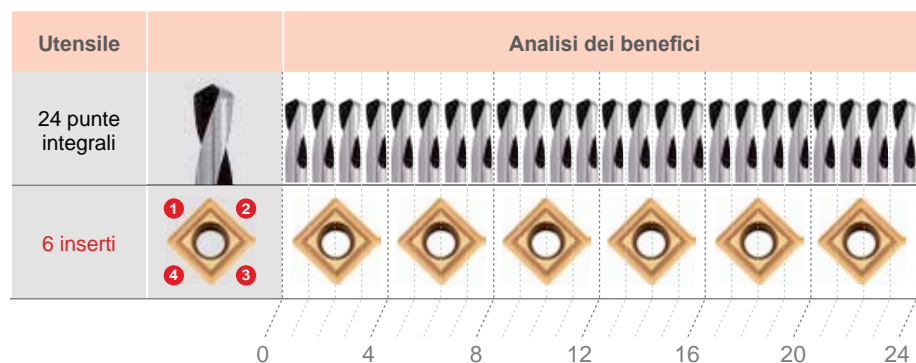 Utensile
Analisi dei benefici
24 punte
integrali
1 2
6 inserti
4 3
0 4 8 12 16 20 24